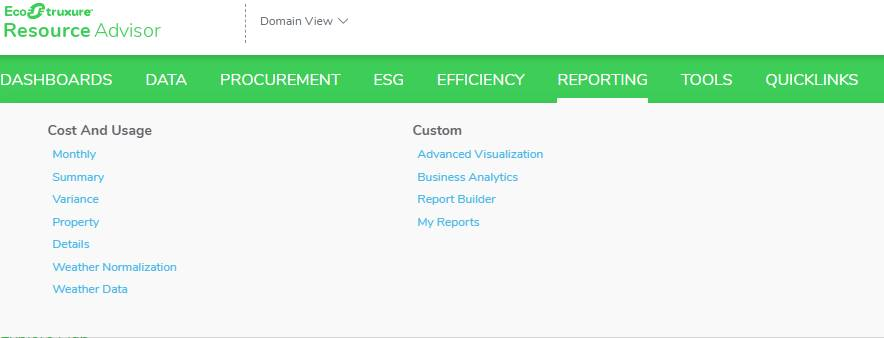 EcoStruxure
Resource Advisor
Domain View
DASHBOARDS DATA PROCUREMENT ESG EFFICIENCY REPORTING TOOLS QUICKLINKS
Cost And Usage
Monthly
Summary
Variance
Property
Details
Weather Normalization
Weather Data
Custom
Advanced Visualization
Business Analytics
Report Builder
My Reports